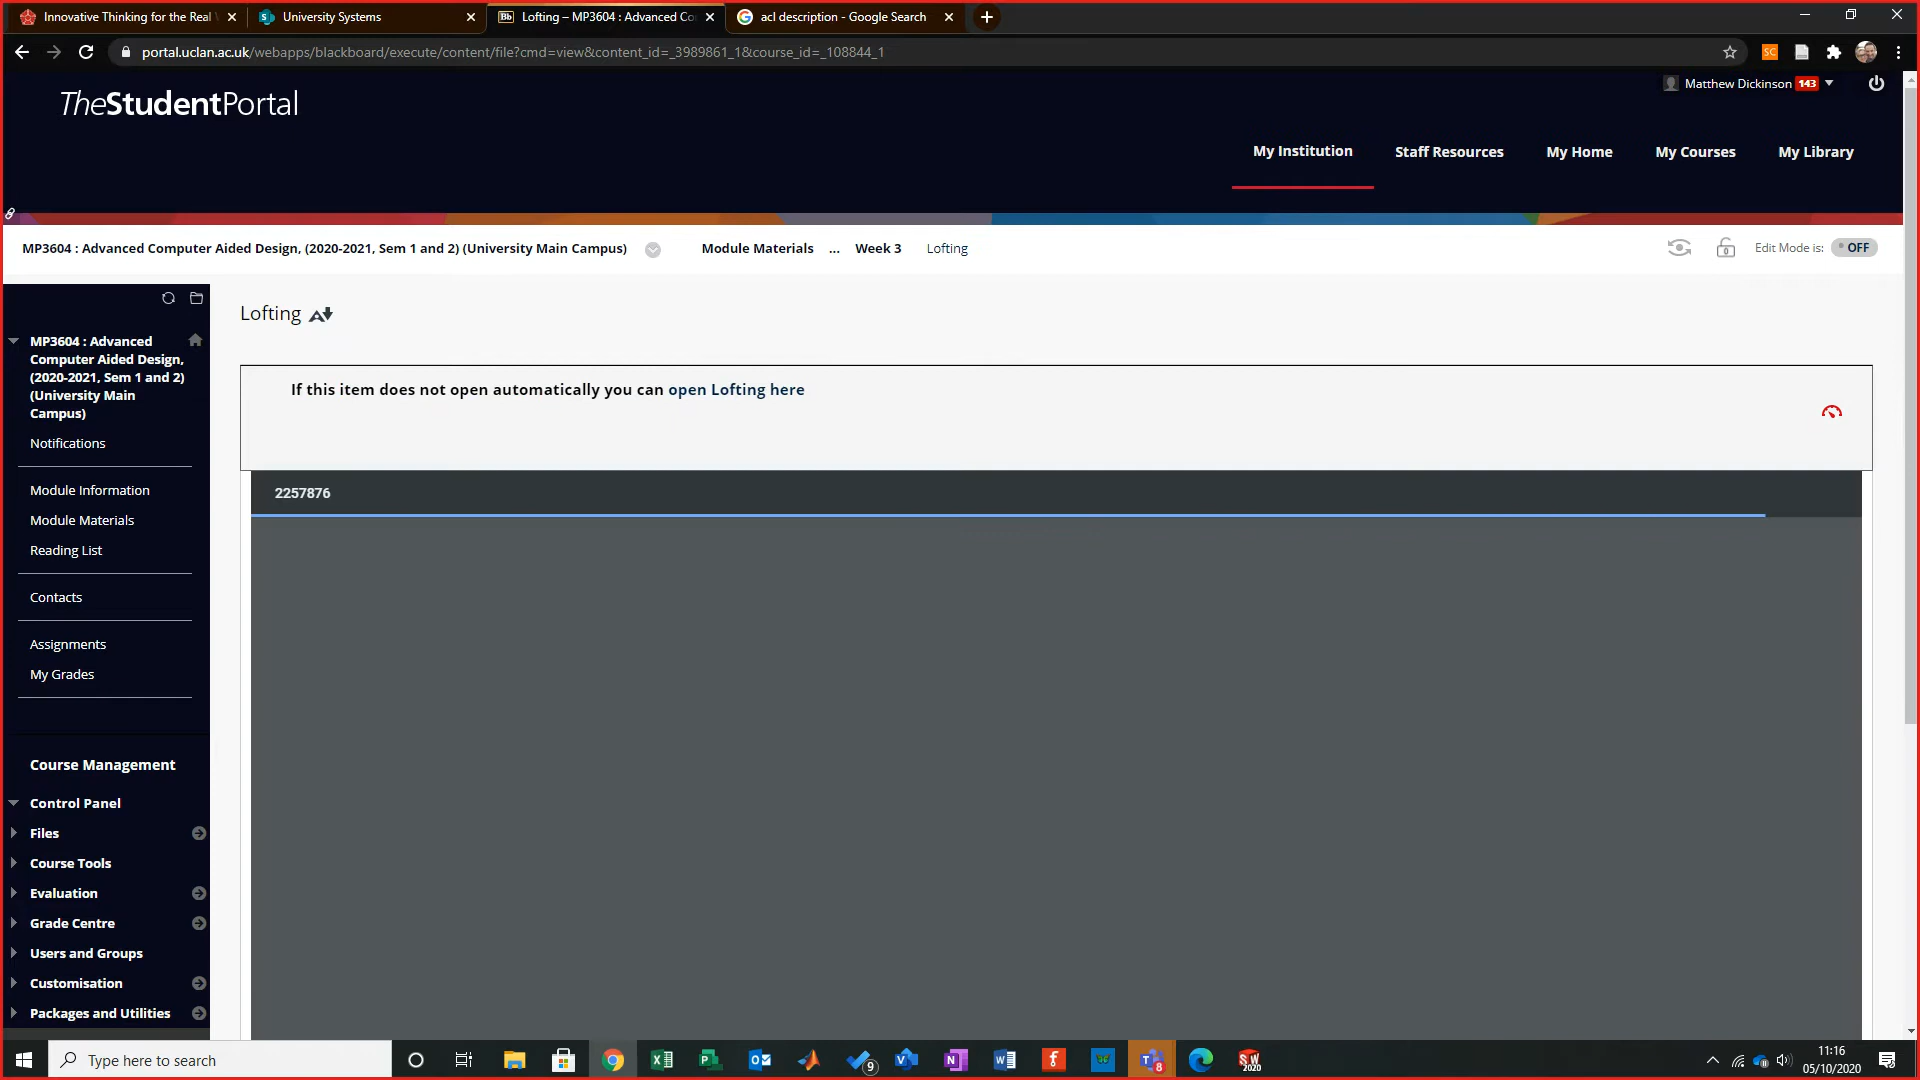 Innovative Thinking for the Real
University Systems
Lofting – MP3604 : Advanced Co
acl description - Google Search
portal.uclan.ac.uk/webapps/blackboard/execute/content/file?cmd=view&content_id=_3989861_1&course_id=_108844_1
TheStudentPortal
Matthew Dickinson 143
My Institution
Staff Resources
My Home
My Courses
My Library
MP3604 : Advanced Computer Aided Design, (2020-2021, Sem 1 and 2) (University Main Campus)
Module Materials ... Week 3 Lofting
Edit Mode is: OFF
MP3604 : Advanced
Computer Aided Design,
(2020-2021, Sem 1 and 2)
(University Main
Campus)
Notifications
Module Information
Module Materials
Reading List
Contacts
Assignments
My Grades
Course Management
Control Panel
Files
Course Tools
Evaluation
Grade Centre
Users and Groups
Customisation
Packages and Utilities
Lofting
If this item does not open automatically you can open Lofting here
2257876
Type here to search
9
8
SW
2020
11:16
05/10/2020